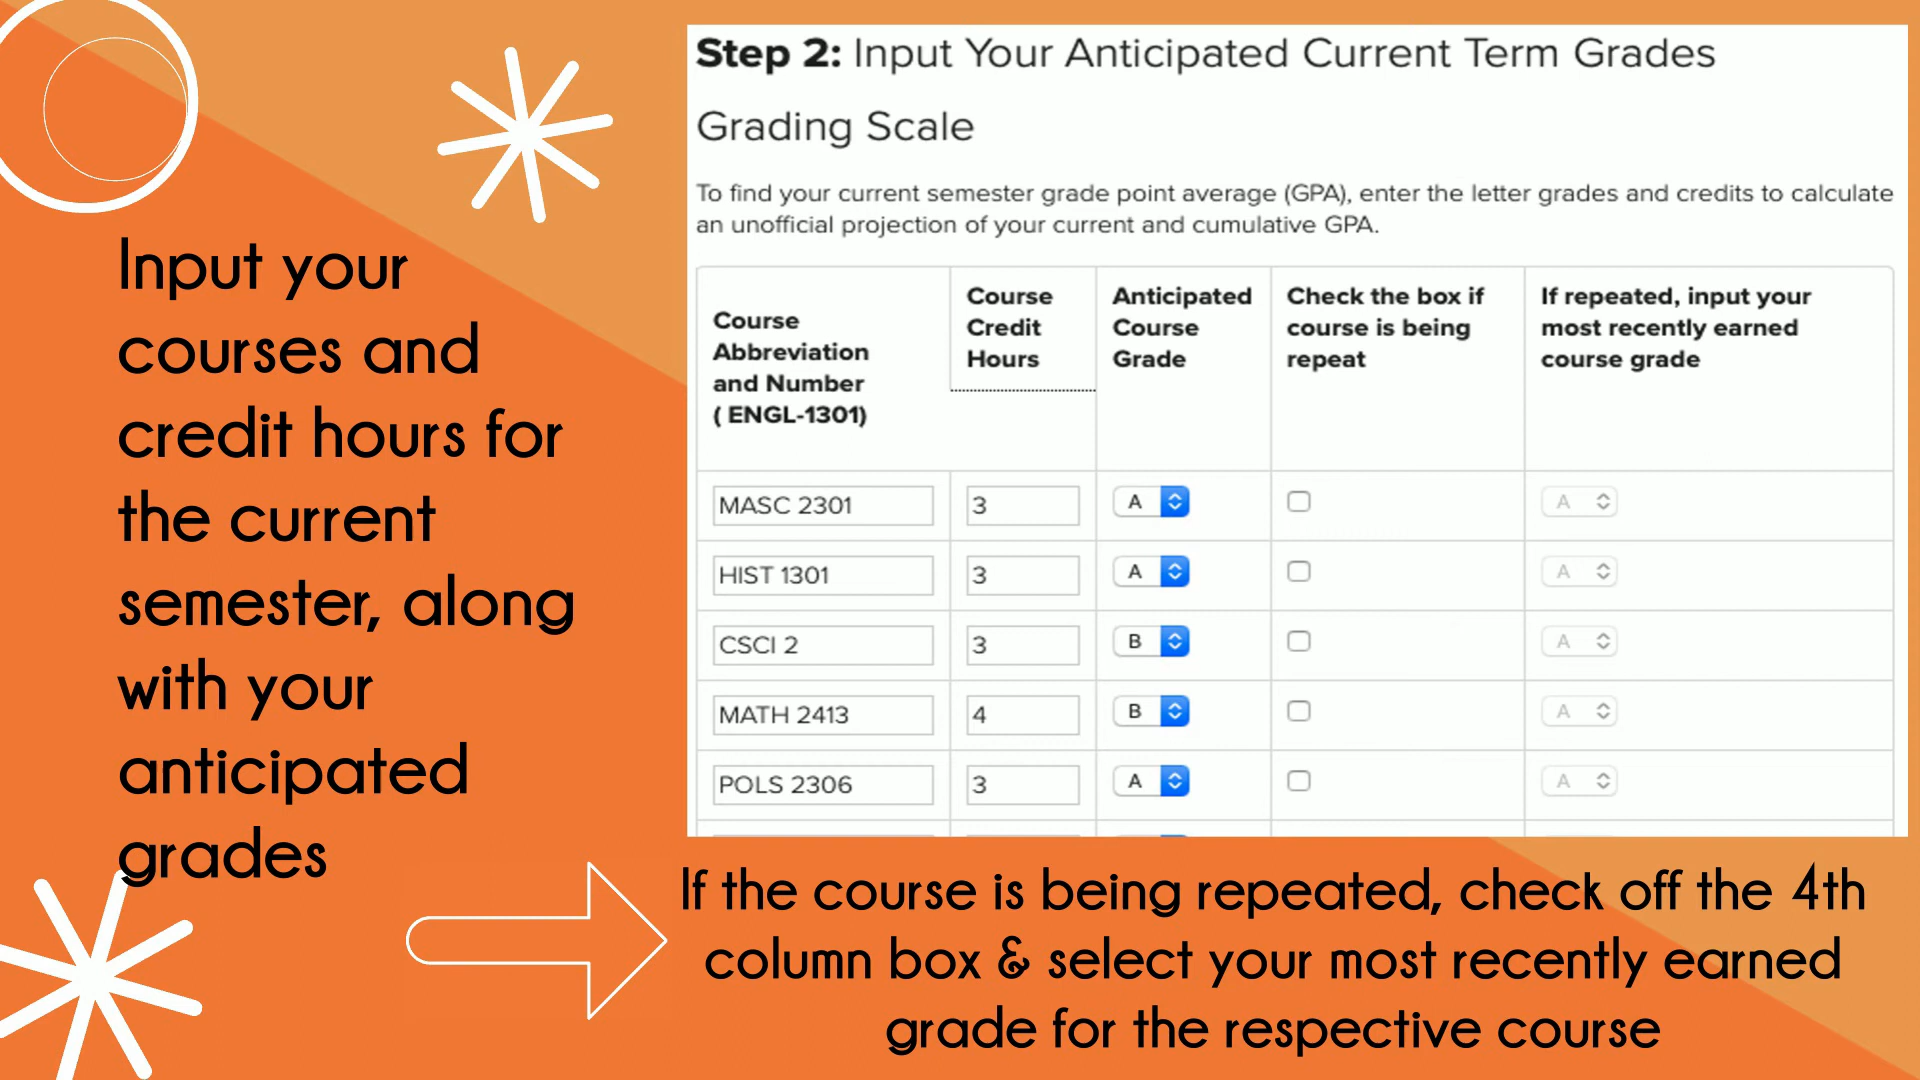 Input your
courses and
credit hours for
the current
semester, along
with your
anticipated
grades
Step 2: Input Your Anticipated Current Term Grades
Grading Scale
To find your current semester grade point average (GPA), enter the letter grades and credits to calculate
an unofficial projection of your current and cumulative GPA.
Course
Abbreviation
and Number
( ENGL-1301)
Course
Credit
Hours
Anticipated
Course
Grade
Check the box if
course is being
repeat
If repeated, input your
most recently earned
course grade
MASC 2301 3 A A
HIST 1301 3 A A
CSCI 2 3 B A
MATH 2413 4 B A
POLS 2306 3 A A
If the course is being repeated, check off the 4th
column box & select your most recently earned
grade for the respective course